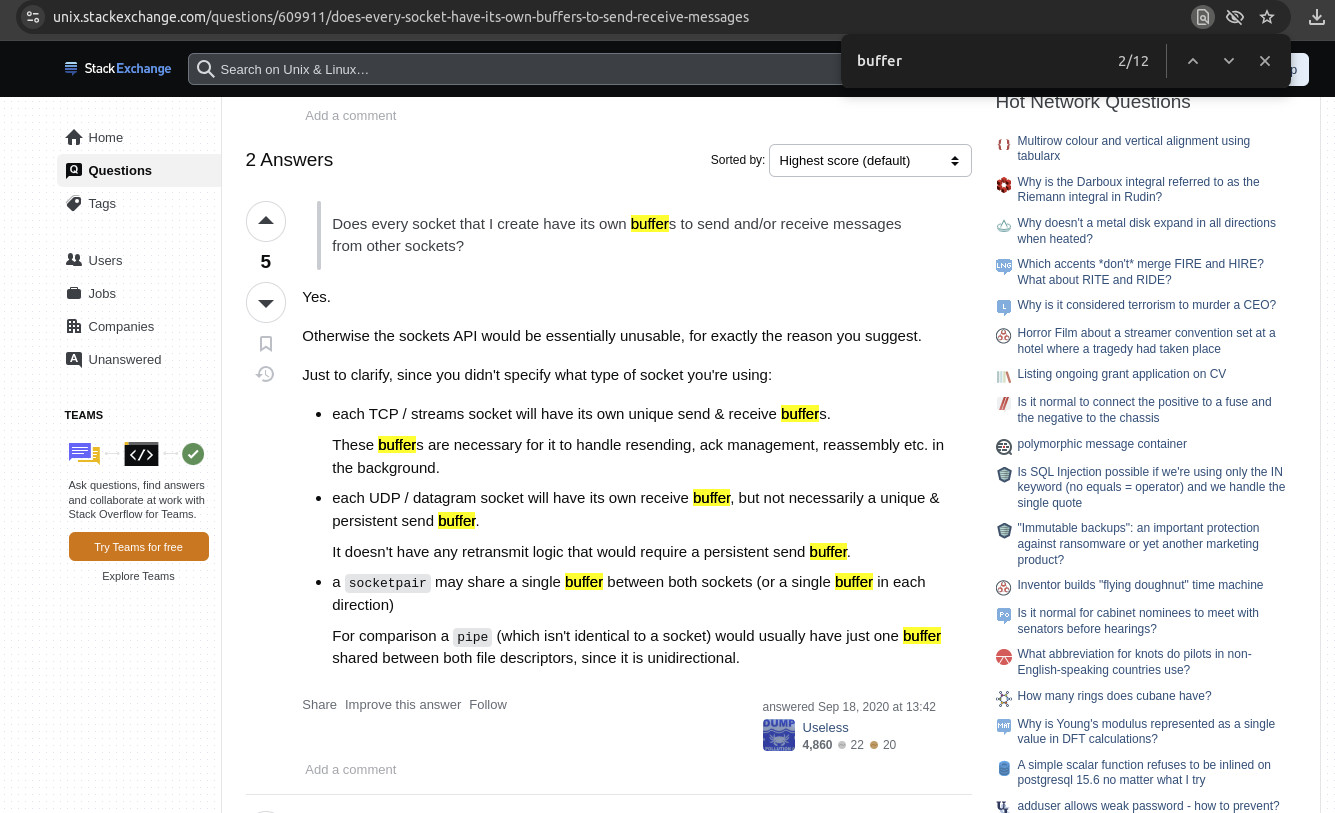 unix.stackexchange.com/questions/609911/does-every-socket-have-its-own-buffers-to-send-receive-messages
buffer
2/12
StackExchange
Search on Unix & Linux…
p
Home
Questions
Tags
Users
Jobs
Companies
Unanswered
TEAMS
Ask questions, find answers
and collaborate at work with
Stack Overflow for Teams.
Try Teams for free
Explore Teams
Add a comment
2 Answers
Sorted by:
Highest score (default)
5
Does every socket that I create have its own buffers to send and/or receive messages
from other sockets?
Yes.
Otherwise the sockets API would be essentially unusable, for exactly the reason you suggest.
Just to clarify, since you didn't specify what type of socket you're using:
each TCP / streams socket will have its own unique send & receive buffers.
These buffers are necessary for it to handle resending, ack management, reassembly etc. in
the background.
each UDP / datagram socket will have its own receive buffer, but not necessarily a unique &
persistent send buffer.
It doesn't have any retransmit logic that would require a persistent send buffer.
a socketpair may share a single buffer between both sockets (or a single buffer in each
direction)
For comparison a pipe (which isn't identical to a socket) would usually have just one buffer
shared between both file descriptors, since it is unidirectional.
Share Improve this answer Follow
answered Sep 18, 2020 at 13:42
DUMP
Useless
4,860 22 20
Add a comment
Hot Network Questions
Multirow colour and vertical alignment using
tabularx
Why is the Darboux integral referred to as the
Riemann integral in Rudin?
Why doesn't a metal disk expand in all directions
when heated?
LNG
Which accents *don't* merge FIRE and HIRE?
What about RITE and RIDE?
L
Why is it considered terrorism to murder a CEO?
Horror Film about a streamer convention set at a
hotel where a tragedy had taken place
Listing ongoing grant application on CV
Is it normal to connect the positive to a fuse and
the negative to the chassis
polymorphic message container
Is SQL Injection possible if we're using only the IN
keyword (no equals = operator) and we handle the
single quote
"Immutable backups": an important protection
against ransomware or yet another marketing
product?
Inventor builds "flying doughnut" time machine
Po
Is it normal for cabinet nominees to meet with
senators before hearings?
What abbreviation for knots do pilots in non-
English-speaking countries use?
How many rings does cubane have?
MAT
Why is Young's modulus represented as a single
value in DFT calculations?
A simple scalar function refuses to be inlined on
postgresql 15.6 no matter what I try
adduser allows weak password - how to prevent?